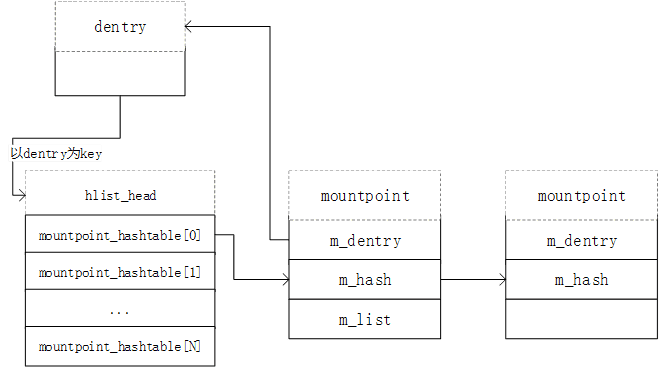 dentry
以dentry为key
hlist_head
mountpoint_hashtable[0]
mountpoint_hashtable[1]
...
mountpoint_hashtable[N]
mountpoint
m_dentry
m_hash
m_list
mountpoint
m_dentry
m_hash